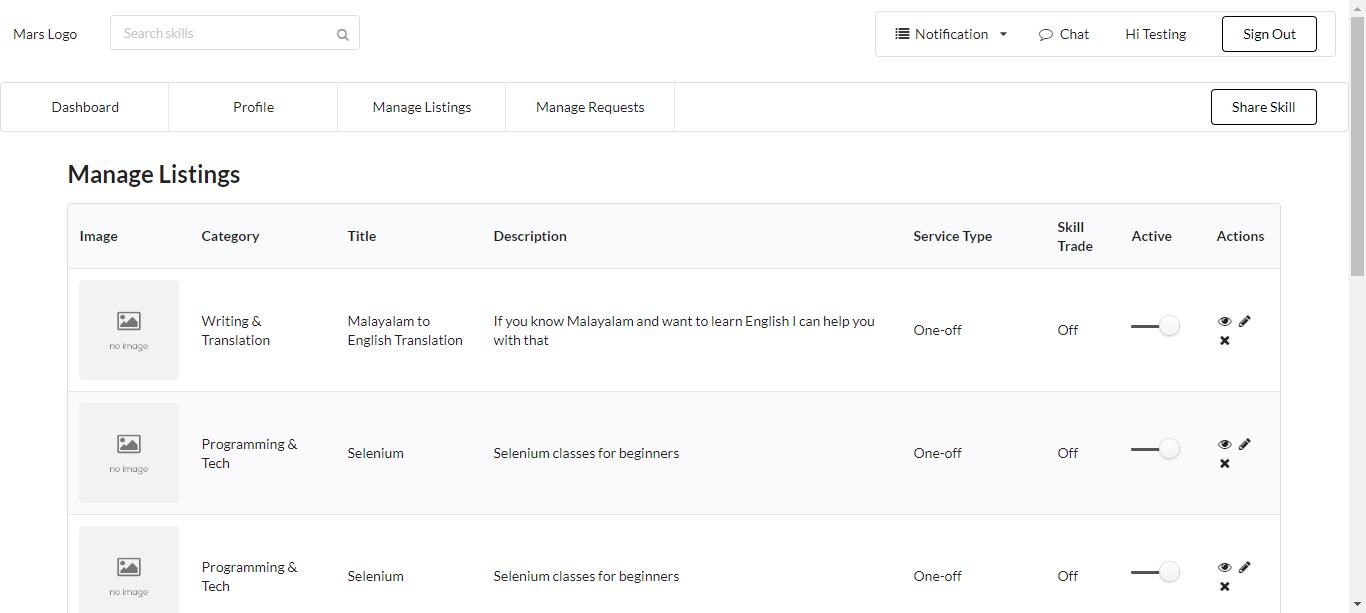 Mars Logo
Search skills
Notification
Chat
Hi Testing
Sign Out
Dashboard
Profile
Manage Listings
Manage Requests
Share Skill
Manage Listings
Image
Category
Title
Description
Service Type
Skill
Trade
Active
Actions
no image
Writing &
Translation
Malayalam to
English Translation
If you know Malayalam and want to learn English I can help you
with that
One-off
Off
no image
Programming &
Tech
Selenium
Selenium classes for beginners
One-off
Off
no image
Programming &
Tech
Selenium
Selenium classes for beginners
One-off
Off